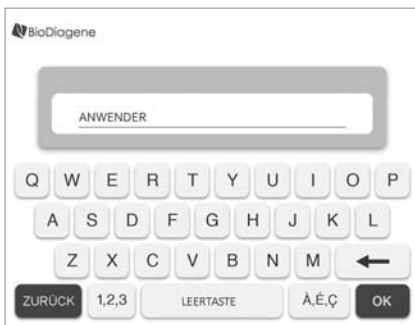 BioDiagene
ANWENDER
Q W E R T Y U I O P
A S D F G H J K L
Z X C V B N M
ZURÜCK 1,2,3 LEERTASTE À,É,Ç OK